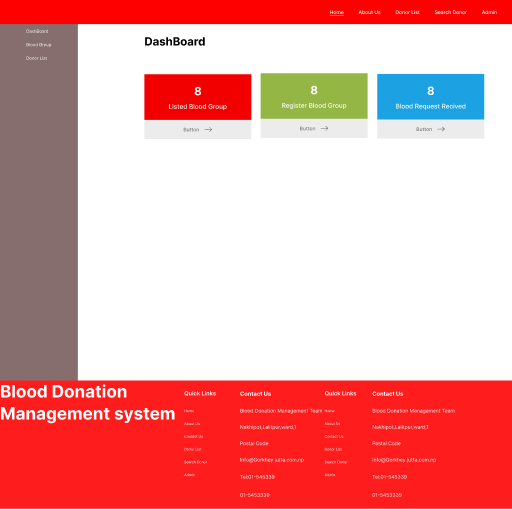 Home About Us Donor List Search Donor Admin
DashBoard
Blood Group
Donor List
DashBoard
8
Listed Blood Group
Button
8
Register Blood Group
Button
8
Blood Request Recived
Button
Blood Donation
Management system
Quick Links
Home
About Us
Contact Us
Donor List
Search Donor
Admin
Contact Us
Blood Donation Management Team
Nakhipot,Lalitpur,ward,1
Postal Code
Info@Gorkhey jutta.com.np
Tel:01-545339
01-5453339
Quick Links
Home
About Us
Contact Us
Donor List
Search Donor
Admin
Contact Us
Blood Donation Management Team
Nakhipot,Lalitpur,ward,1
Postal Code
Info@Gorkhey jutta.com.np
Tel:01-545339
01-5453339